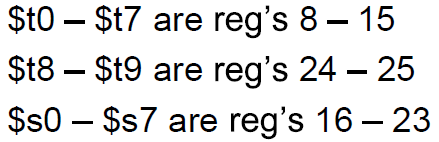 $t0 – $t7 are reg’s 8 – 15
$t8 – $t9 are reg’s 24 – 25
$s0 – $s7 are reg’s 16 – 23